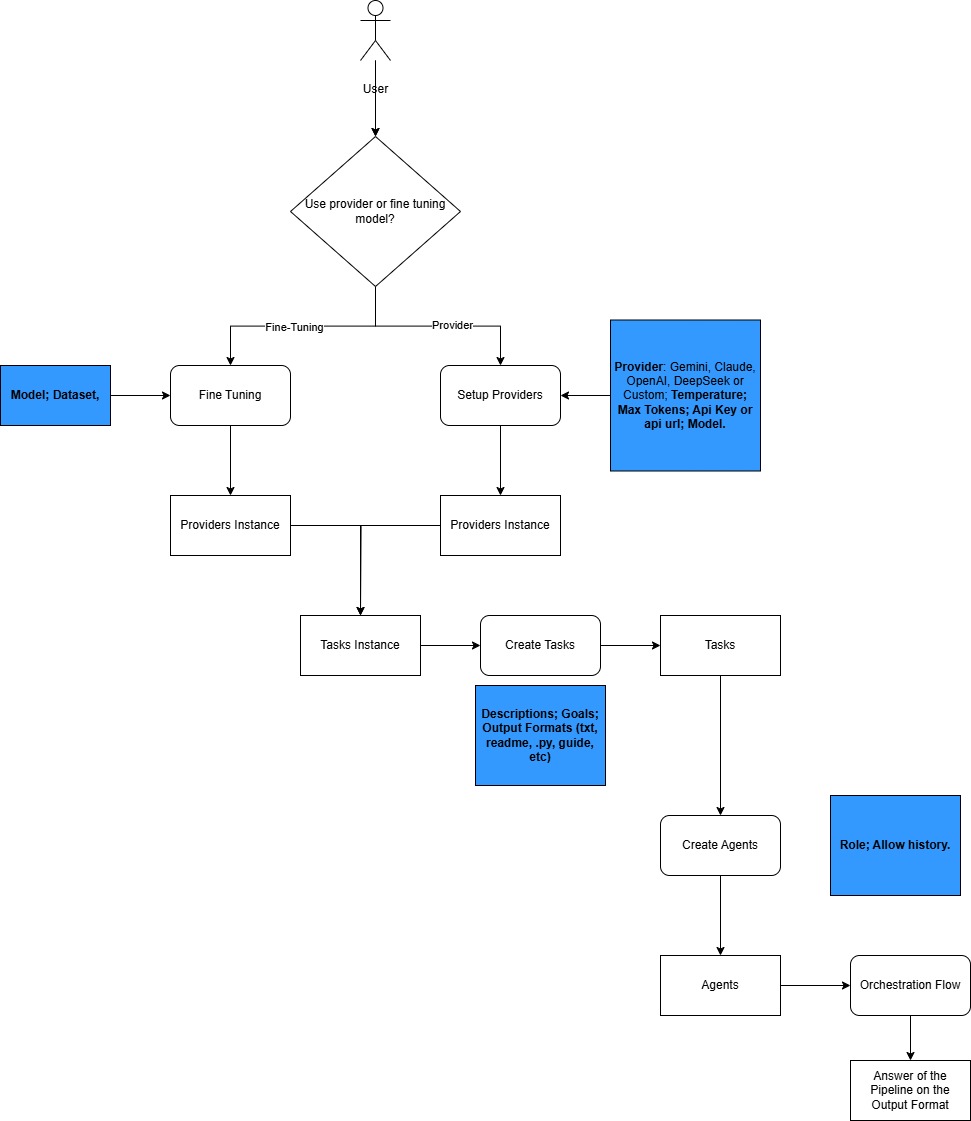 User
Use provider or fine tuning
model?
Fine-Tuning
Provider
Model; Dataset,
Fine Tuning
Setup Providers
Provider: Gemini, Claude,
OpenAI, DeepSeek or
Custom; Temperature;
Max Tokens; Api Key or
api url; Model.
Providers Instance
Providers Instance
Tasks Instance
Create Tasks
Tasks
Descriptions; Goals;
Output Formats (txt,
readme, .py, guide,
etc)
Create Agents
Role; Allow history.
Agents
Orchestration Flow
Answer of the
Pipeline on the
Output Format